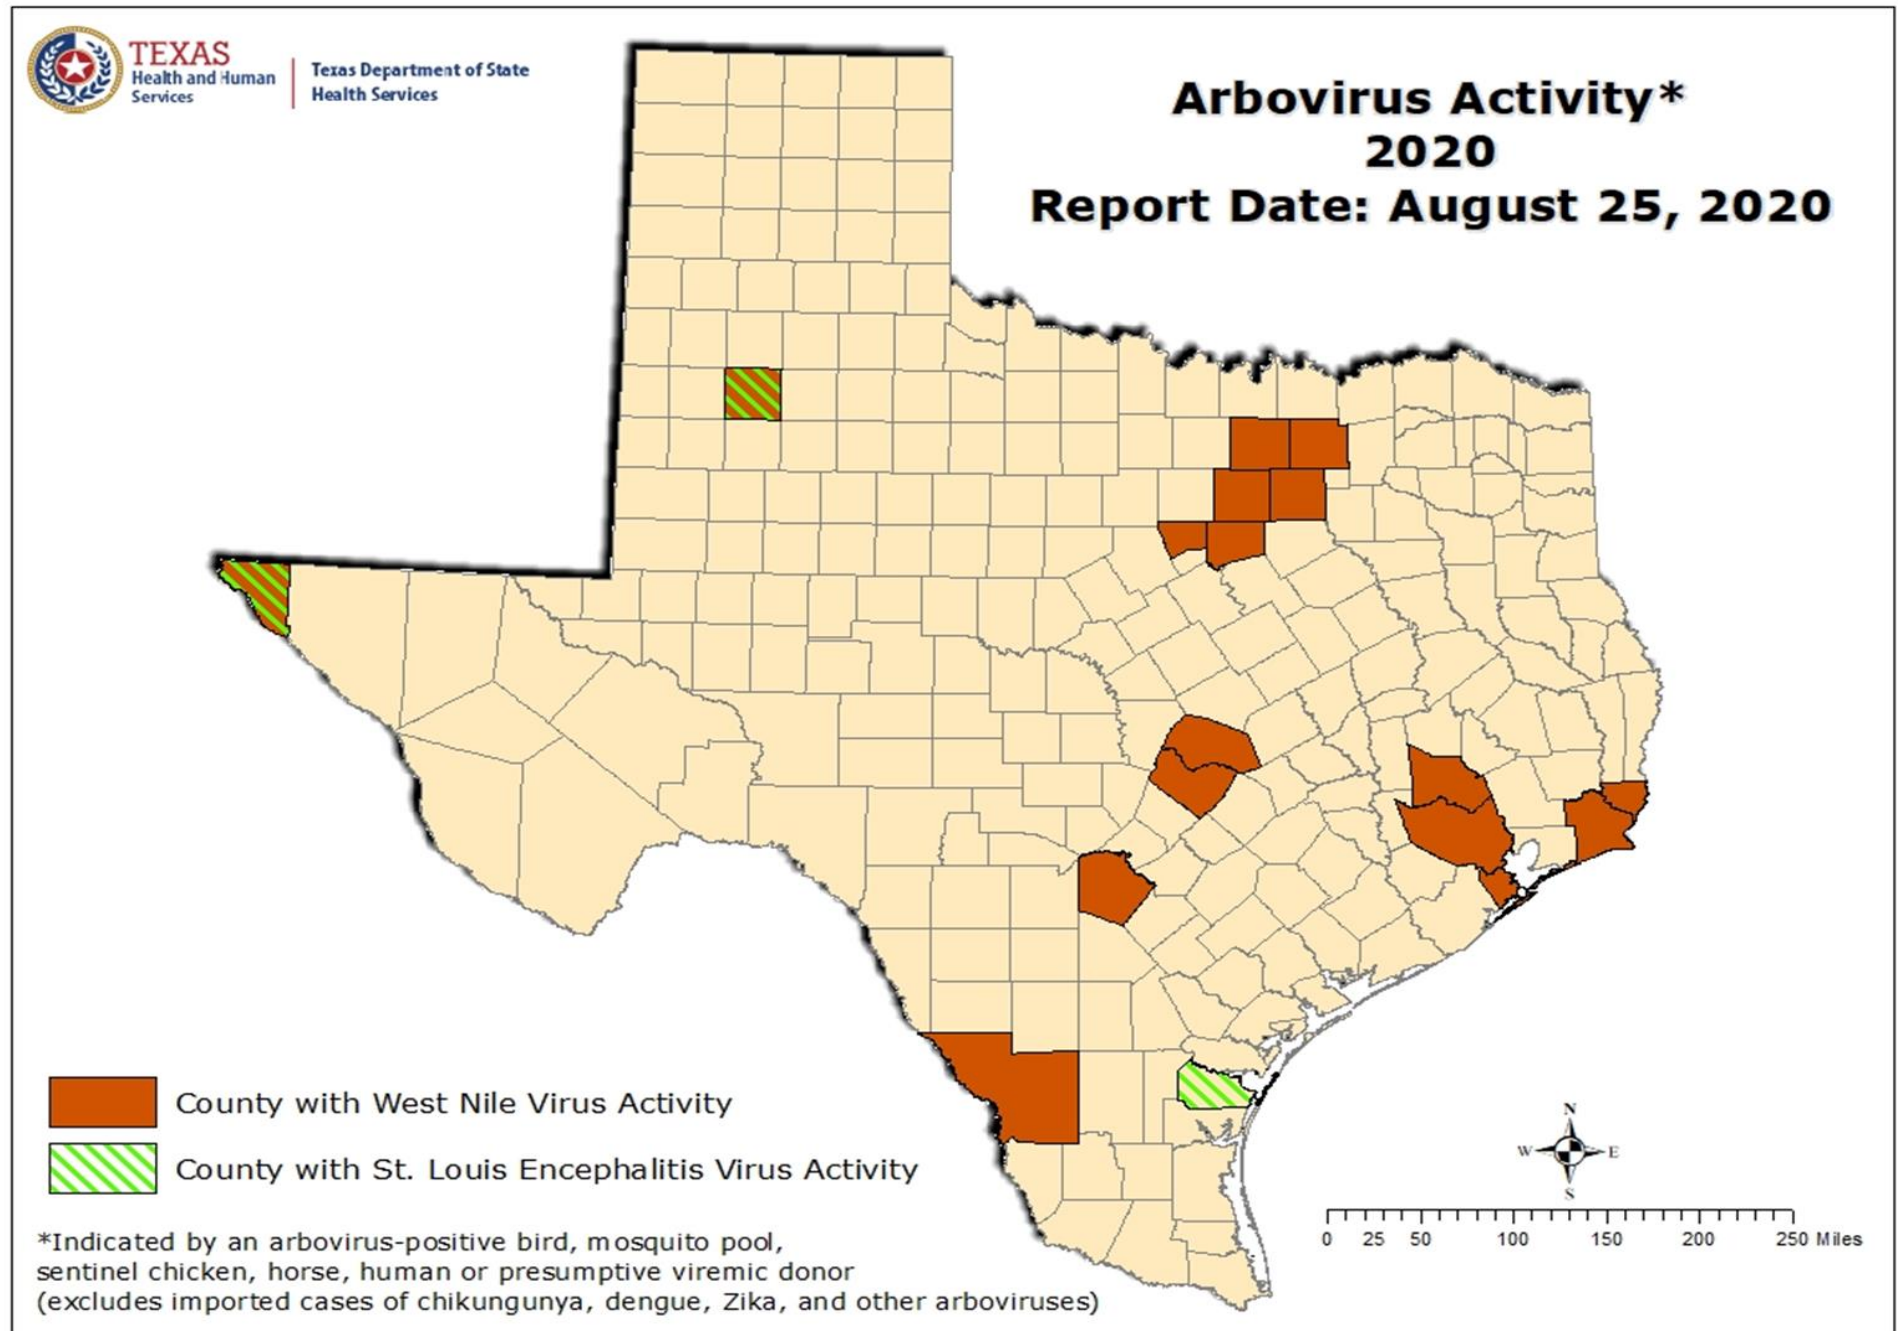 TEXAS
Health and Human
Services
Texas Department of State
Health Services
Arbovirus Activity*
2020
Report Date: August 25, 2020
County with West Nile Virus Activity
County with St. Louis Encephalitis Virus Activity
*Indicated by an arbovirus-positive bird, mosquito pool,
sentinel chicken, horse, human or presumptive viremic donor
(excludes imported cases of chikungunya, dengue, Zika, and other arboviruses)
N
W E
S
0 25 50 100 150 200 250 Miles